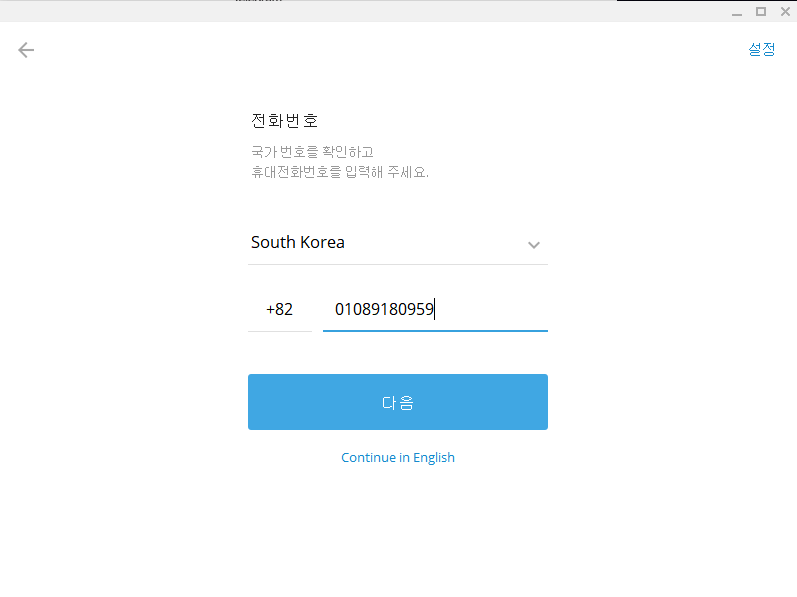 설정
전화번호
국가 번호를 확인하고
휴대전화번호를 입력해 주세요.
South Korea
+82 01089180959
다음
Continue in English